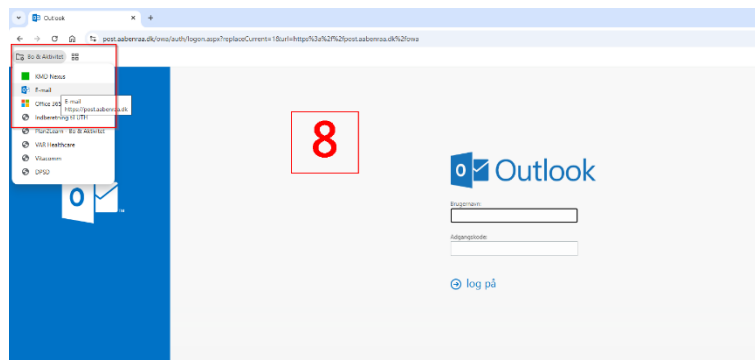 Outlook
post.aabenraa.dk/owa/auth/logon.aspx?replaceCurrent=1&url=https%3a%2f%2fpost.aabenraa.dk%2fowa
Bo & Aktivitet
KMD Nexus
E-mail
Office 365
E-mail
https://post.aabenraa.dk
Indberetning til UTH
Plan2Learn - Bo & Aktivitet
VAR Healthcare
Vitacomm
DPSD
8
Outlook
Brugernavn:
Adgangskode:
log på